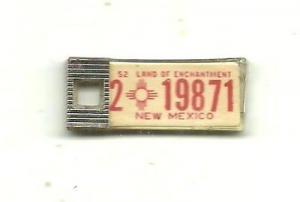 52 LAND OF ENCHANTMENT
2 19871
NEW MEXICO